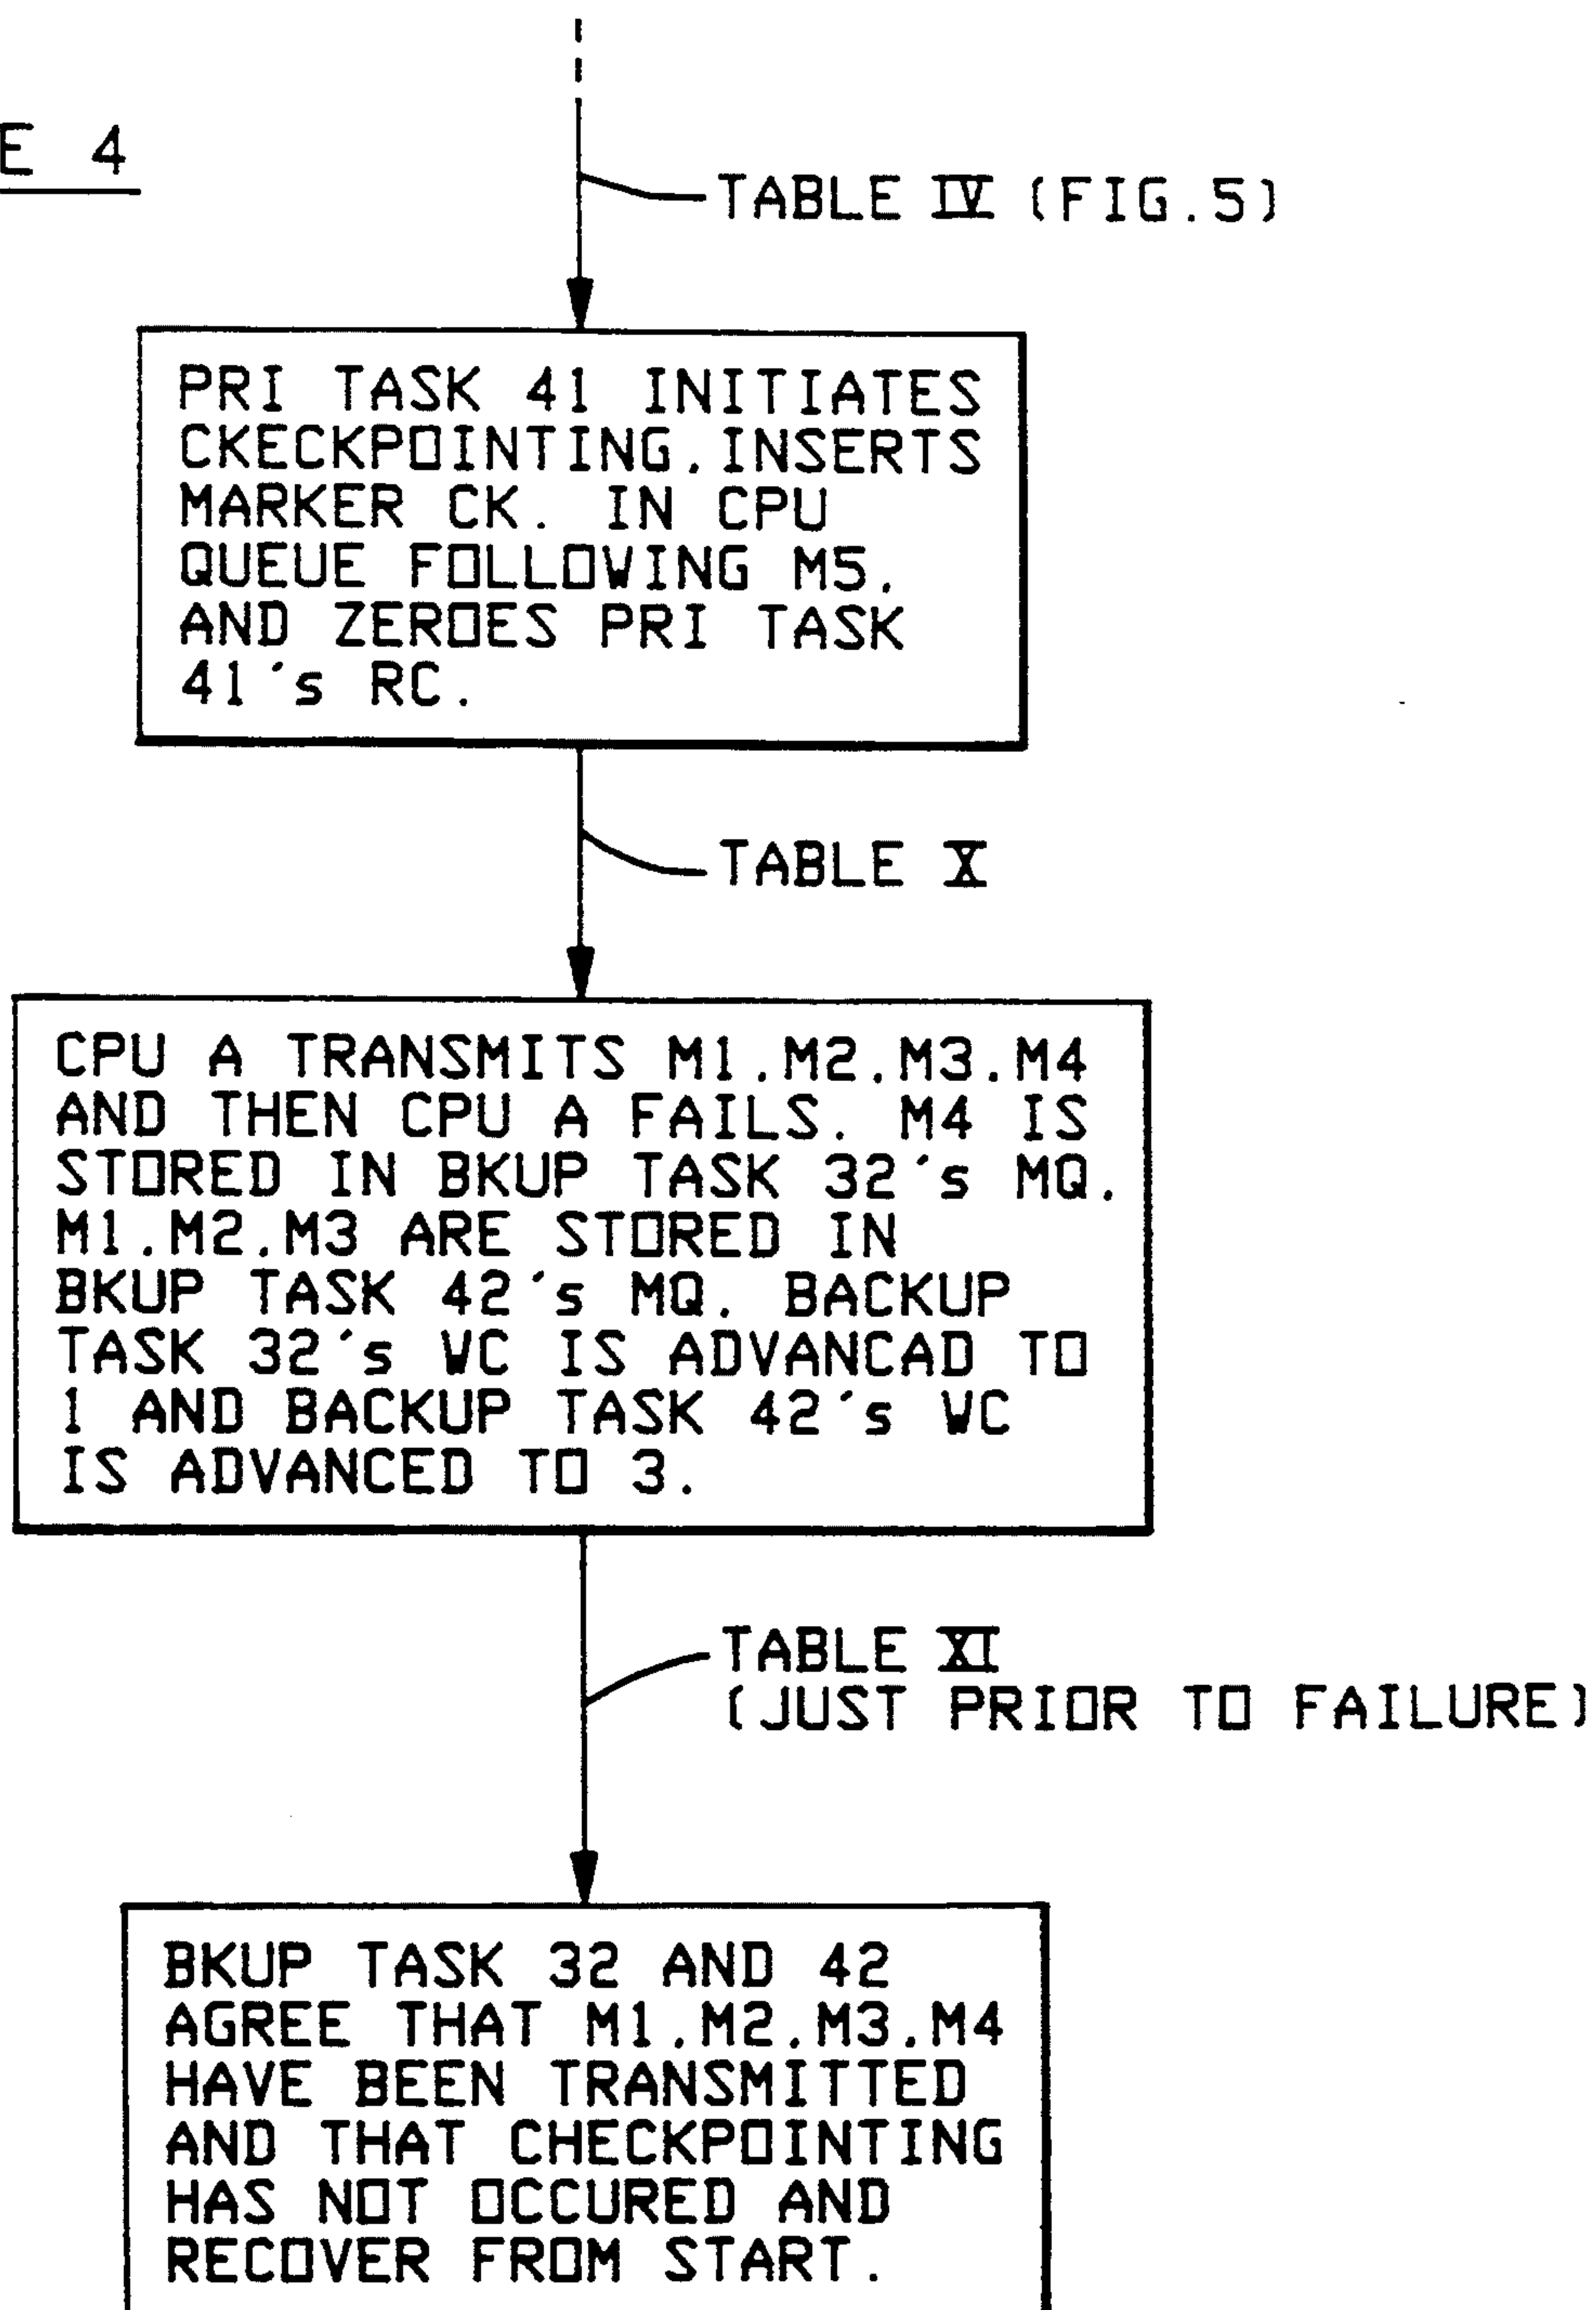 E 4
TABLE IV (FIG.5)
PRI TASK 41 INITIATES
CKECKPOINTING, INSERTS
MARKER CK. IN CPU
QUEUE FOLLOWING M5,
AND ZEROES PRI TASK
41's RC.
TABLE X
CPU A TRANSMITS M1,M2,M3,M4
AND THEN CPU A FAILS. M4 IS
STORED IN BKUP TASK 32's MQ.
M1,M2,M3 ARE STORED IN
BKUP TASK 42's MQ. BACKUP
TASK 32's WC IS ADVANCAD TO
1 AND BACKUP TASK 42's WC
IS ADVANCED TO 3.
TABLE XI
(JUST PRIOR TO FAILURE)
BKUP TASK 32 AND 42
AGREE THAT M1,M2,M3,M4
HAVE BEEN TRANSMITTED
AND THAT CHECKPOINTING
HAS NOT OCCURED AND
RECOVER FROM START.